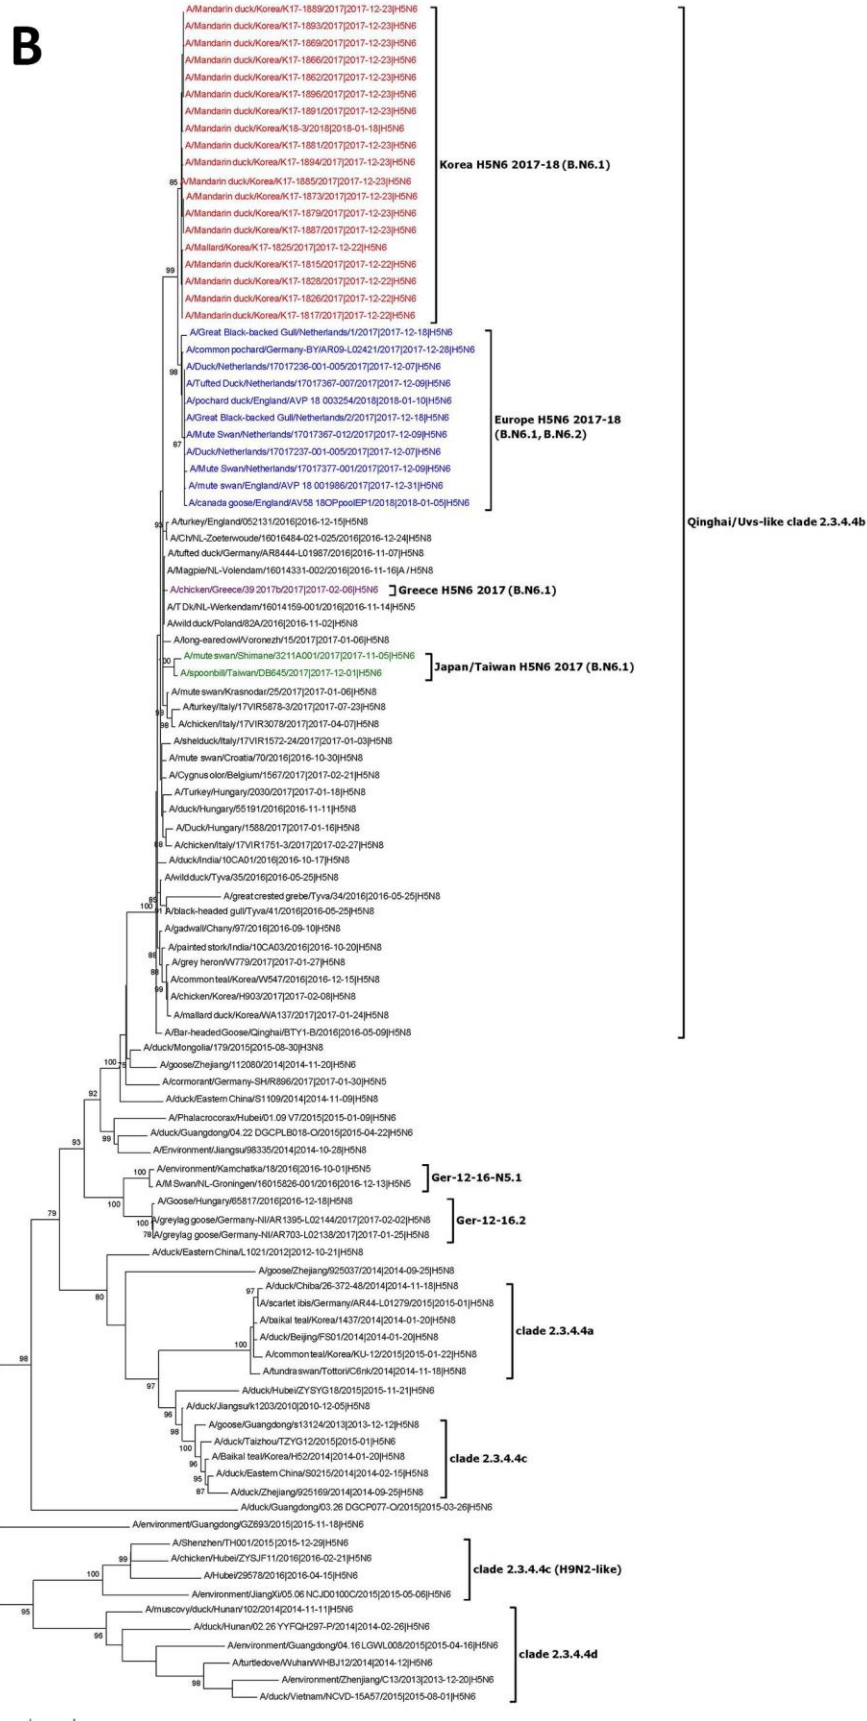 B
A/Mandarin duck/Korea/K17-1889/2017|2017-12-23|H5N6
A/Mandarin duck/Korea/K17-1893/2017|2017-12-23|H5N6
A/Mandarin duck/Korea/K17-1869/2017|2017-12-23|H5N6
A/Mandarin duck/Korea/K17-1866/2017|2017-12-23|H5N6
A/Mandarin duck/Korea/K17-1862/2017|2017-12-23|H5N6
A/Mandarin duck/Korea/K17-1896/2017|2017-12-23|H5N6
A/Mandarin duck/Korea/K17-1891/2017|2017-12-23|H5N6
A/Mandarin duck/Korea/K18-3/2018|2018-01-18|H5N6
A/Mandarin duck/Korea/K17-1881/2017|2017-12-23|H5N6
A/Mandarin duck/Korea/K17-1894/2017|2017-12-23|H5N6
Korea H5N6 2017-18 (B.N6.1)
85
A/Mandarin duck/Korea/K17-1885/2017|2017-12-23|H5N6
A/Mandarin duck/Korea/K17-1873/2017|2017-12-23|H5N6
A/Mandarin duck/Korea/K17-1879/2017|2017-12-23|H5N6
A/Mandarin duck/Korea/K17-1887/2017|2017-12-23|H5N6
A/Mallard/Korea/K17-1825/2017|2017-12-22|H5N6
A/Mandarin duck/Korea/K17-1815/2017|2017-12-22|H5N6
99
A/Mandarin duck/Korea/K17-1828/2017|2017-12-22|H5N6
A/Mandarin duck/Korea/K17-1826/2017|2017-12-22|H5N6
A/Mandarin duck/Korea/K17-1817/2017|2017-12-22|H5N6
A/Great Black-backed Gull/Netherlands/1/2017|2017-12-18|H5N6
A/common pochard/Germany-BY/AR09-L02421/2017|2017-12-28|H5N6
A/Duck/Netherlands/17017236-001-005/2017|2017-12-07|H5N6
98
A/Tufted Duck/Netherlands/17017367-007/2017|2017-12-09|H5N6
A/pochard duck/England/AVP 18 003254/2018|2018-01-10|H5N6
A/Great Black-backed Gull/Netherlands/2/2017|2017-12-18|H5N6
Europe H5N6 2017-18
(B.N6.1, B.N6.2)
A/Mute Swan/Netherlands/17017367-012/2017|2017-12-09|H5N6
87
A/Duck/Netherlands/17017237-001-005/2017|2017-12-07|H5N6
A/Mute Swan/Netherlands/17017377-001/2017|2017-12-09|H5N6
A/mute swan/England/AVP 18 001986/2017|2017-12-31|H5N6
A/canada goose/England/AV58 18OPpoolEP1/2018|2018-01-05|H5N6
A/turkey/England/052131/2016|2016-12-15|H5N8
Qinghai/Uvs-like clade 2.3.4.4b
A/Ch/NL-Zoeterwoude/16016484-021-025/2016|2016-12-24|H5N8
A/tufted duck/Germany/AR8444-L01987/2016|2016-11-07|H5N8
A/Magpie/NL-Volendam/16014331-002/2016|2016-11-16|A/H5N8
A/chicken/Greece/39 2017b/2017|2017-02-06|H5N6
Greece H5N6 2017 (B.N6.1)
A/T Dk/NL-Werkendam/16014159-001/2016|2016-11-14|H5N5
A/wild duck/Poland/82A/2016|2016-11-02|H5N8
A/long-eared owl/Voronezh/15/2017|2017-01-06|H5N8
A/mute swan/Shimane/3211A001/2017|2017-11-05|H5N6
Japan/Taiwan H5N6 2017 (B.N6.1)
A/spoonbill/Taiwan/DB645/2017|2017-12-01|H5N6
A/mute swan/Krasnodar/25/2017|2017-01-06|H5N8
A/turkey/Italy/17VIR5878-3/2017|2017-07-23|H5N8
A/chicken/Italy/17VIR3078/2017|2017-04-07|H5N8
A/shelduck/Italy/17VIR1572-24/2017|2017-01-03|H5N8
A/mute swan/Croatia/70/2016|2016-10-30|H5N8
A/Cygnus olor/Belgium/1567/2017|2017-02-21|H5N8
A/Turkey/Hungary/2030/2017|2017-01-18|H5N8
A/duck/Hungary/55191/2016|2016-11-11|H5N8
A/Duck/Hungary/1588/2017|2017-01-16|H5N8
A/chicken/Italy/17VIR1751-3/2017|2017-02-27|H5N8
A/duck/India/10CA01/2016|2016-10-17|H5N8
A/wild duck/Tyva/35/2016|2016-05-25|H5N8
A/great crested grebe/Tyva/34/2016|2016-05-25|H5N8
100
A/black-headed gull/Tyva/41/2016|2016-05-25|H5N8
A/gadwall/Chany/97/2016|2016-09-10|H5N8
A/painted stork/India/10CA03/2016|2016-10-20|H5N8
A/grey heron/W779/2017|2017-01-27|H5N8
A/common teal/Korea/W547/2016|2016-12-15|H5N8
99
A/chicken/Korea/H903/2017|2017-02-08|H5N8
A/mallard duck/Korea/WA137/2017|2017-01-24|H5N8
A/Bar-headed Goose/Qinghai/BTY1-B/2016|2016-05-09|H5N8
A/duck/Mongolia/179/2015|2015-08-30|H3N8
100
75
A/goose/Zhejiang/112080/2014|2014-11-20|H5N6
A/cormorant/Germany-SH/R896/2017|2017-01-30|H5N5
92
A/duck/Eastern China/S1109/2014|2014-11-09|H5N8
A/Phalacrocorax/Hubei/01.09 V7/2015|2015-01-09|H5N6
99
A/duck/Guangdong/04.22 DGCPLB018-O/2015|2015-04-22|H5N6
93
A/Environment/Jiangsu/98335/2014|2014-10-28|H5N8
100
A/environment/Kamchatka/18/2016|2016-10-01|H5N5
Ger-12-16-N5.1
A/M Swan/NL-Groningen/16015826-001/2016|2016-12-13|H5N5
100
A/Goose/Hungary/65817/2016|2016-12-18|H5N8
79
100
A/greylag goose/Germany-NI/AR1395-L02144/2017|2017-02-02|H5N8
Ger-12-16.2
78
A/greylag goose/Germany-NI/AR703-L02138/2017|2017-01-25|H5N8
A/duck/Eastern China/L1021/2012|2012-10-21|H5N8
A/goose/Zhejiang/925037/2014|2014-09-25|H5N8
80
97
A/duck/Chiba/26-372-48/2014|2014-11-18|H5N8
A/scarlet ibis/Germany/AR44-L01279/2015|2015-01|H5N8
A/baikal teal/Korea/1437/2014|2014-01-20|H5N8
clade 2.3.4.4a
A/duck/Beijing/FS01/2014|2014-01-20|H5N8
100
A/common teal/Korea/KU-12/2015|2015-01-22|H5N8
98
A/tundra swan/Tottori/C6nk/2014|2014-11-18|H5N8
97
A/duck/Hubei/ZYSYG18/2015|2015-11-21|H5N6
96
A/duck/Jiangsu/k1203/2010|2010-12-05|H5N8
98
A/goose/Guangdong/s13124/2013|2013-12-12|H5N8
100
A/duck/Taizhou/TZYG12/2015|2015-01|H5N6
96
A/Baikal teal/Korea/H52/2014|2014-01-20|H5N8
clade 2.3.4.4c
95
A/duck/Eastern China/S0215/2014|2014-02-15|H5N8
87
A/duck/Zhejiang/925169/2014|2014-09-25|H5N8
A/duck/Guangdong/03.26 DGCP077-O/2015|2015-03-26|H5N6
A/environment/Guangdong/GZ693/2015|2015-11-18|H5N6
A/Shenzhen/TH001/2015|2015-12-29|H5N6
99
A/chicken/Hubei/ZYSJF11/2016|2016-02-21|H5N6
100
A/Hubei/29578/2016|2016-04-15|H5N6
clade 2.3.4.4c (H9N2-like)
A/environment/JiangXi/05.06 NCJD0100C/2015|2015-05-06|H5N6
95
A/muscovy/duck/Hunan/102/2014|2014-11-11|H5N6
A/duck/Hunan/02.26 YYFQH297-P/2014|2014-02-26|H5N6
96
A/environment/Guangdong/04.16 LGWL008/2015|2015-04-16|H5N6
clade 2.3.4.4d
A/turtledove/Wuhan/WHBJ12/2014|2014-12|H5N6
98
A/environment/Zhenjiang/C13/2013|2013-12-20|H5N6
A/duck/Vietnam/NCVD-15A57/2015|2015-08-01|H5N6